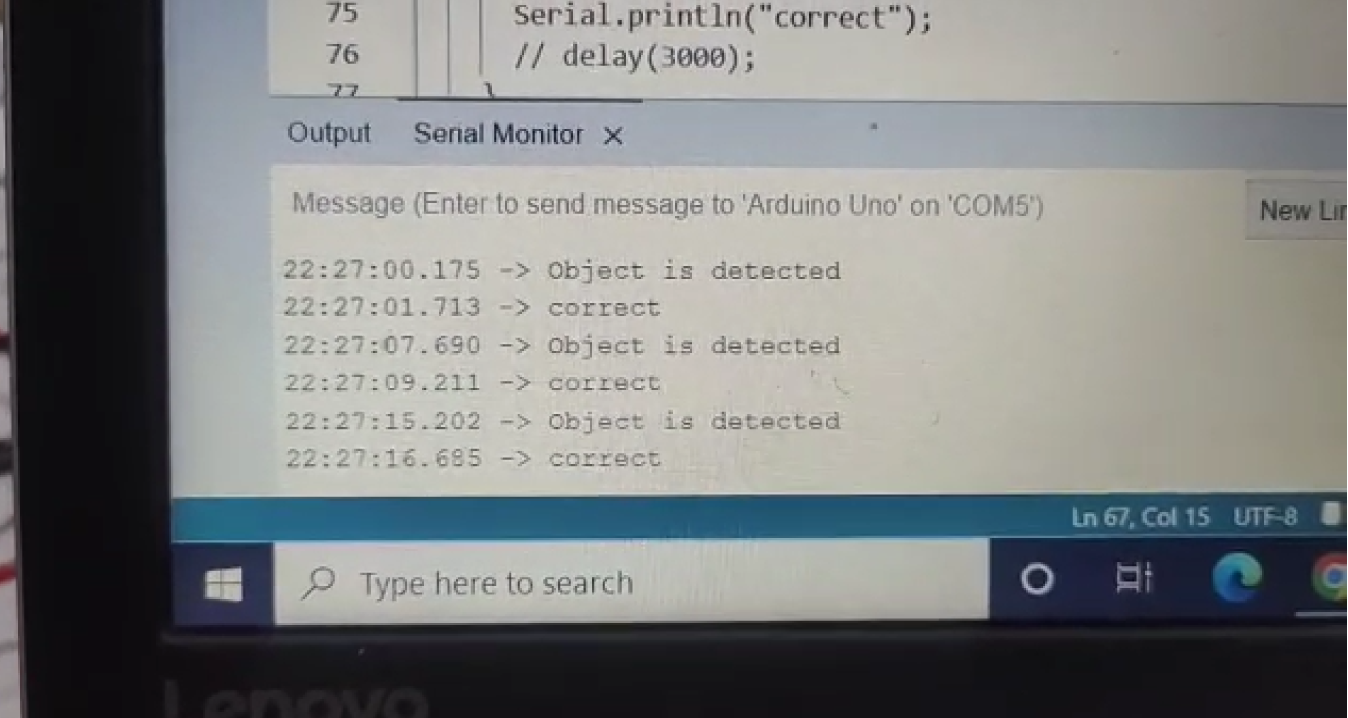 75 Serial.println("correct");
76 // delay(3000);
77 }
Output Serial Monitor X
Message (Enter to send message to 'Arduino Uno' on 'COM5')
New Lin
22:27:00.175 -> Object is detected
22:27:01.713 -> correct
22:27:07.690 -> Object is detected
22:27:09.211 -> correct
22:27:15.202 -> Object is detected
22:27:16.685 -> correct
Ln 67, Col 15 UTF-8
Type here to search
Lenovo